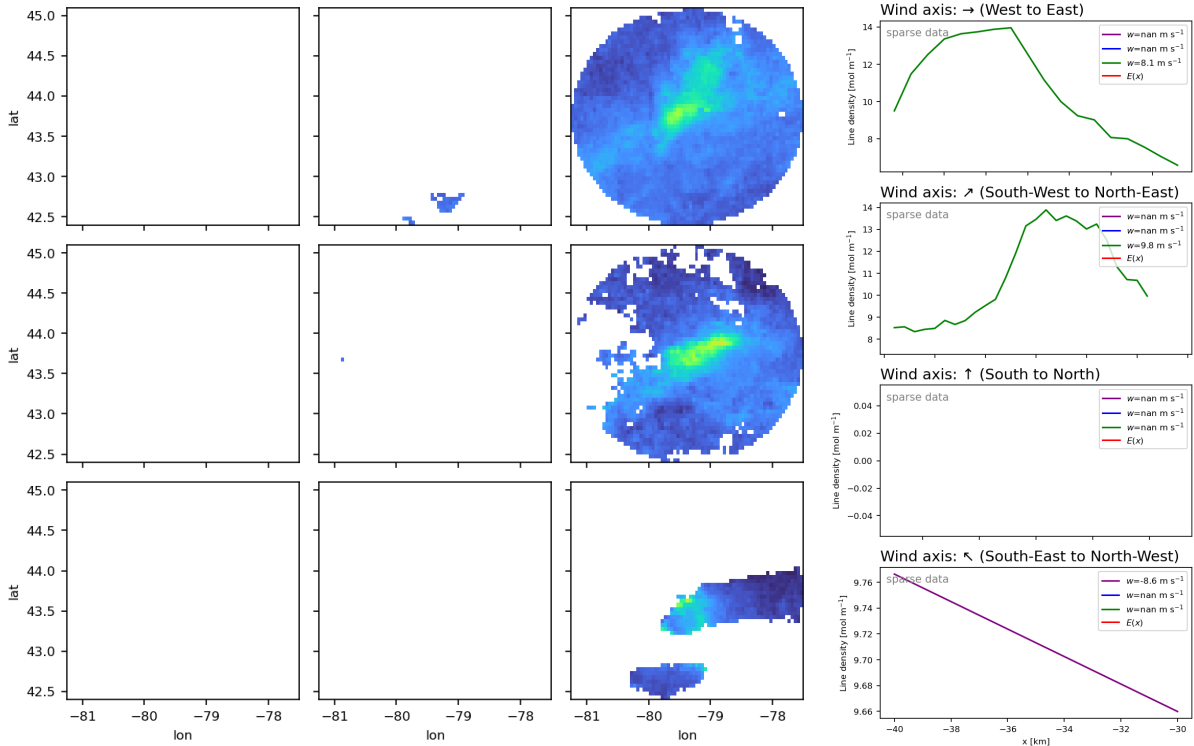 45.0
44.5
44.0
43.5
43.0
42.5
lat
45.0
44.5
44.0
43.5
43.0
42.5
lat
45.0
44.5
44.0
43.5
43.0
42.5
lat
−81 −80 −79 −78
lon
−81 −80 −79 −78
lon
−81 −80 −79 −78
lon
Wind axis: → (West to East)
sparse data
14
12
10
8
Line density [mol m⁻¹]
w=nan m s⁻¹
w=nan m s⁻¹
w=8.1 m s⁻¹
E(x)
Wind axis: ↗ (South-West to North-East)
sparse data
14
13
12
11
10
9
8
Line density [mol m⁻¹]
w=nan m s⁻¹
w=nan m s⁻¹
w=9.8 m s⁻¹
E(x)
Wind axis: ↑ (South to North)
sparse data
0.04
0.02
0.00
−0.02
−0.04
Line density [mol m⁻¹]
w=nan m s⁻¹
w=nan m s⁻¹
w=nan m s⁻¹
E(x)
Wind axis: ↖ (South-East to North-West)
sparse data
9.76
9.74
9.72
9.70
9.68
9.66
Line density [mol m⁻¹]
w=-8.6 m s⁻¹
w=nan m s⁻¹
w=nan m s⁻¹
E(x)
−40 −38 −36 −34 −32 −30
x [km]